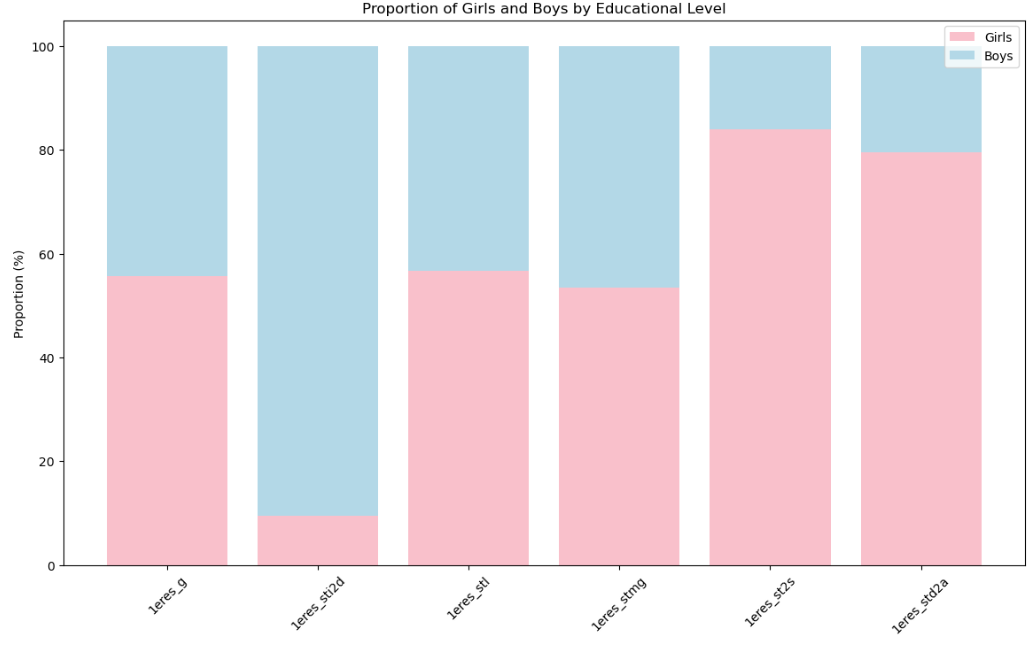 Proportion of Girls and Boys by Educational Level
Girls
Boys
Proportion (%)
100
80
60
40
20
0
1eres_g
1eres_sti2d
1eres_stl
1eres_stmg
1eres_st2s
1eres_std2a